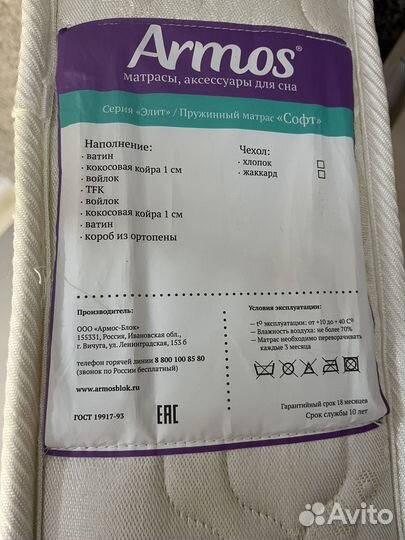 Armos®
матрасы, аксессуары для сна
Серия «Элит» / Пружинный матрас «Софт»
Наполнение:
· ватин
· кокосовая койра 1 см
· войлок
· TFK
· войлок
· кокосовая койра 1 см
· ватин
· короб из ортопены
Чехол:
· хлопок
· жаккард
Производитель:
ООО «Армос-Блок»
155331, Россия, Ивановская обл.,
г. Вичуга, ул. Ленинградская, 153 б
телефон горячей линии 8 800 100 85 80
(звонок по России бесплатный)
www.armosblok.ru
ГОСТ 19917-93
ЕАС
Условия эксплуатации:
— t° эксплуатации: от +10 до +40 С°
— Влажность воздуха: не более 70%
— Матрас необходимо переворачивать
каждые 3 месяца
Гарантийный срок 18 месяцев
Срок службы 10 лет
Avito